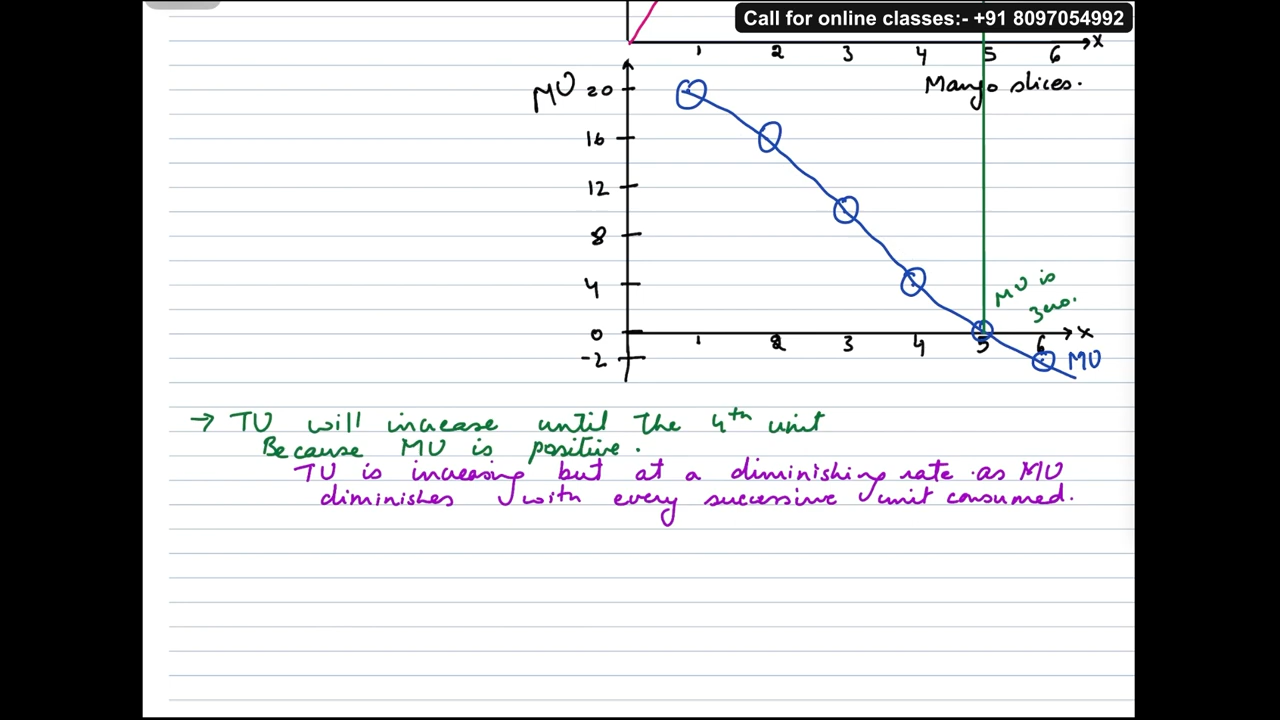 Call for online classes:- +91 8097054992
1 2 3 4 5 6 x
Mango slices.
MU
20
16
12
8
4
0
-2
MU is
zero.
1 2 3 4 5 6 x
MU
→ TU will increase until the 4th unit
Because MU is positive.
TU is increasing but at a diminishing rate as MU
diminishes with every successive unit consumed.